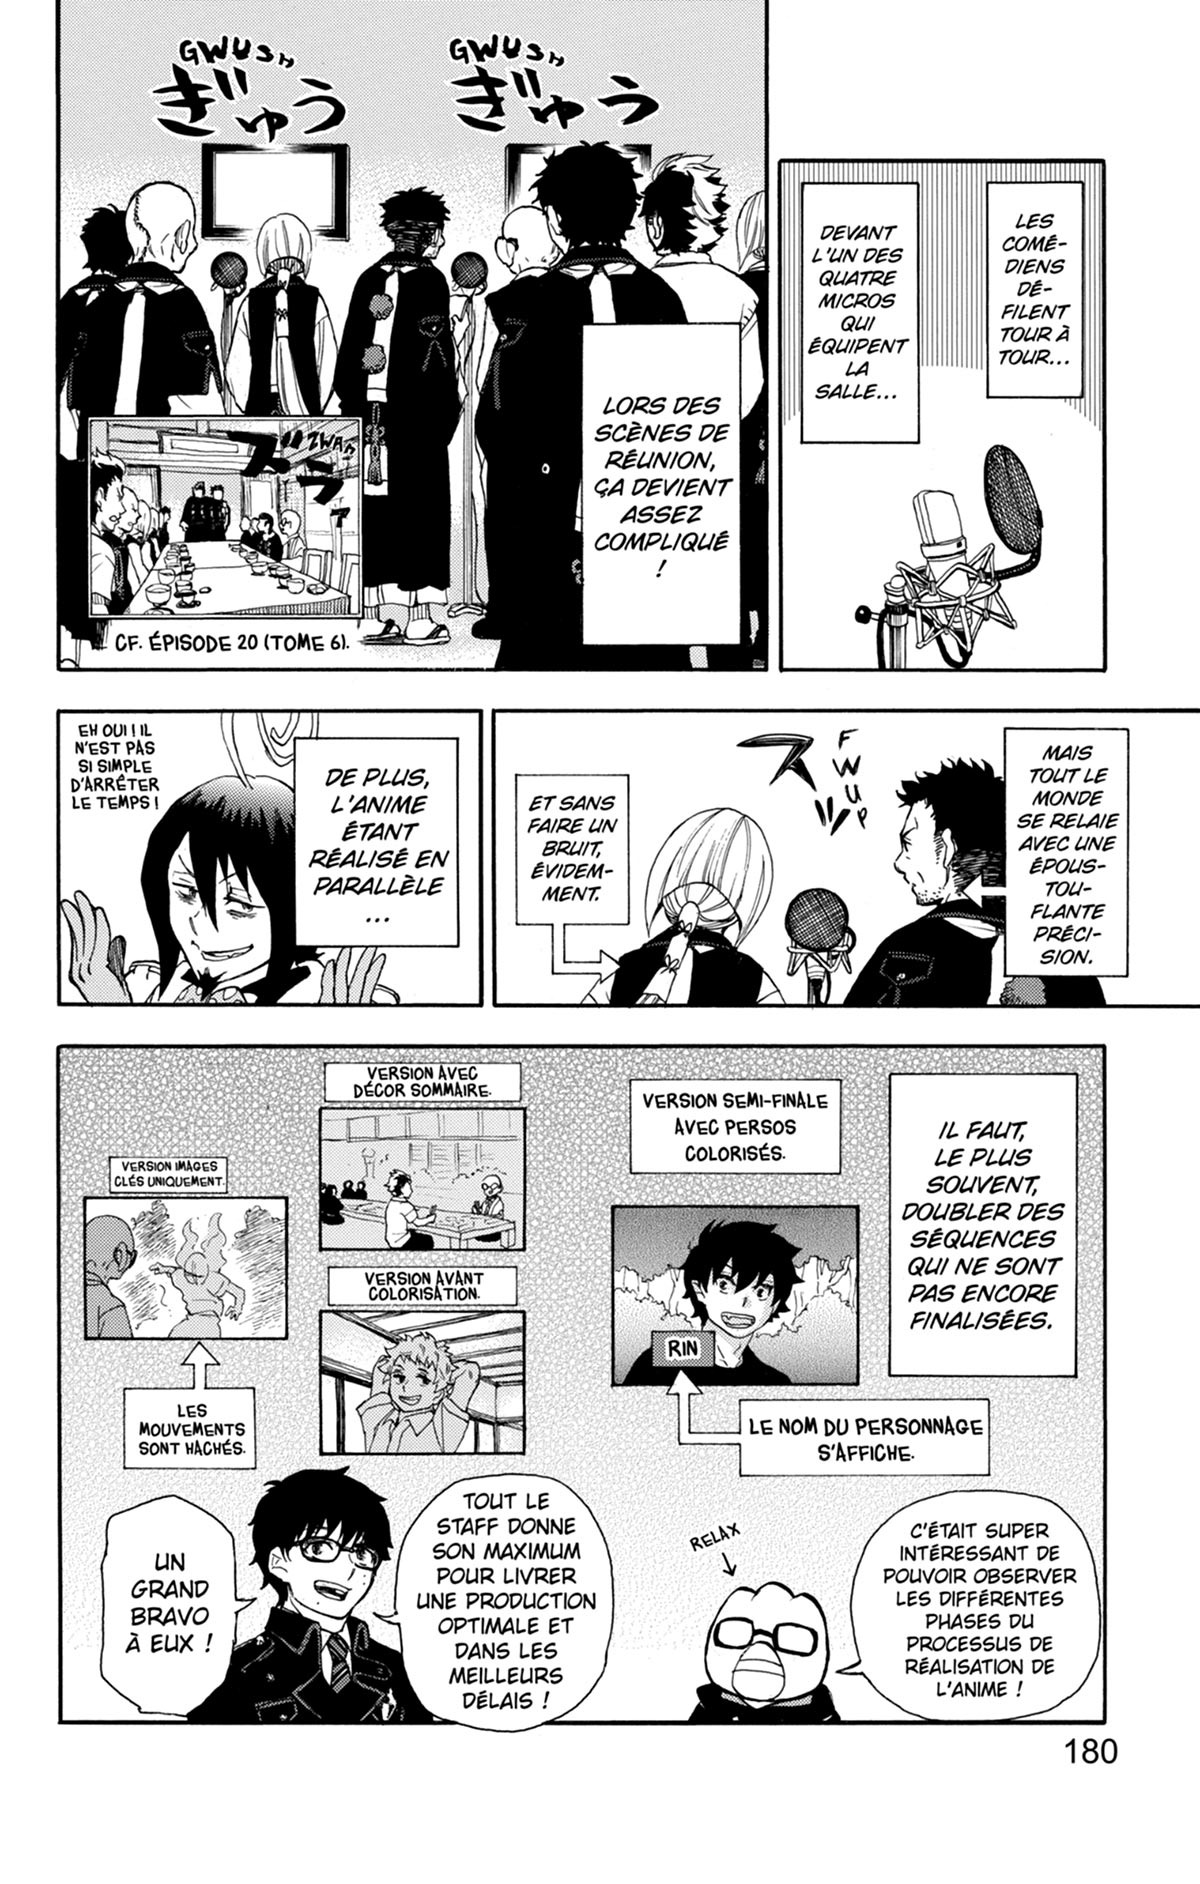 LES
COMÉ-
DIENS
DÉ-
FILENT
TOUR À
TOUR...
DEVANT
L'UN DES
QUATRE
MICROS
QUI
ÉQUIPENT
LA
SALLE...
GWUSH
ぎゅう
GWUSH
ぎゅう
LORS DES
SCÈNES DE
RÉUNION,
ÇA DEVIENT
ASSEZ
COMPLIQUÉ
!
ZWA
CF. ÉPISODE 20 (TOME 6).
MAIS
TOUT LE
MONDE
SE RELAIE
AVEC UNE
ÉPOUS-
TOU-
FLANTE
PRÉCI-
SION.
FWUP
スッ
ET SANS
FAIRE UN
BRUIT,
ÉVIDEM-
MENT.
DE PLUS,
L'ANIME
ÉTANT
RÉALISÉ EN
PARALLÈLE
...
EH OUI ! IL
N'EST PAS
SI SIMPLE
D'ARRÊTER
LE TEMPS !
IL FAUT,
LE PLUS
SOUVENT,
DOUBLER DES
SÉQUENCES
QUI NE SONT
PAS ENCORE
FINALISÉES.
VERSION SEMI-FINALE
AVEC PERSOS
COLORISÉS.
RIN
LE NOM DU PERSONNAGE
S'AFFICHE.
VERSION AVEC
DÉCOR SOMMAIRE.
VERSION AVANT
COLORISATION.
VERSION IMAGES
CLÉS UNIQUEMENT.
LES
MOUVEMENTS
SONT HACHÉS.
C'ÉTAIT SUPER
INTÉRESSANT DE
POUVOIR OBSERVER
LES DIFFÉRENTES
PHASES DU
PROCESSUS DE
RÉALISATION DE
L'ANIME !
RELAX
TOUT LE
STAFF DONNE
SON MAXIMUM
POUR LIVRER
UNE PRODUCTION
OPTIMALE ET
DANS LES
MEILLEURS
DÉLAIS !
UN
GRAND
BRAVO
À EUX !
180